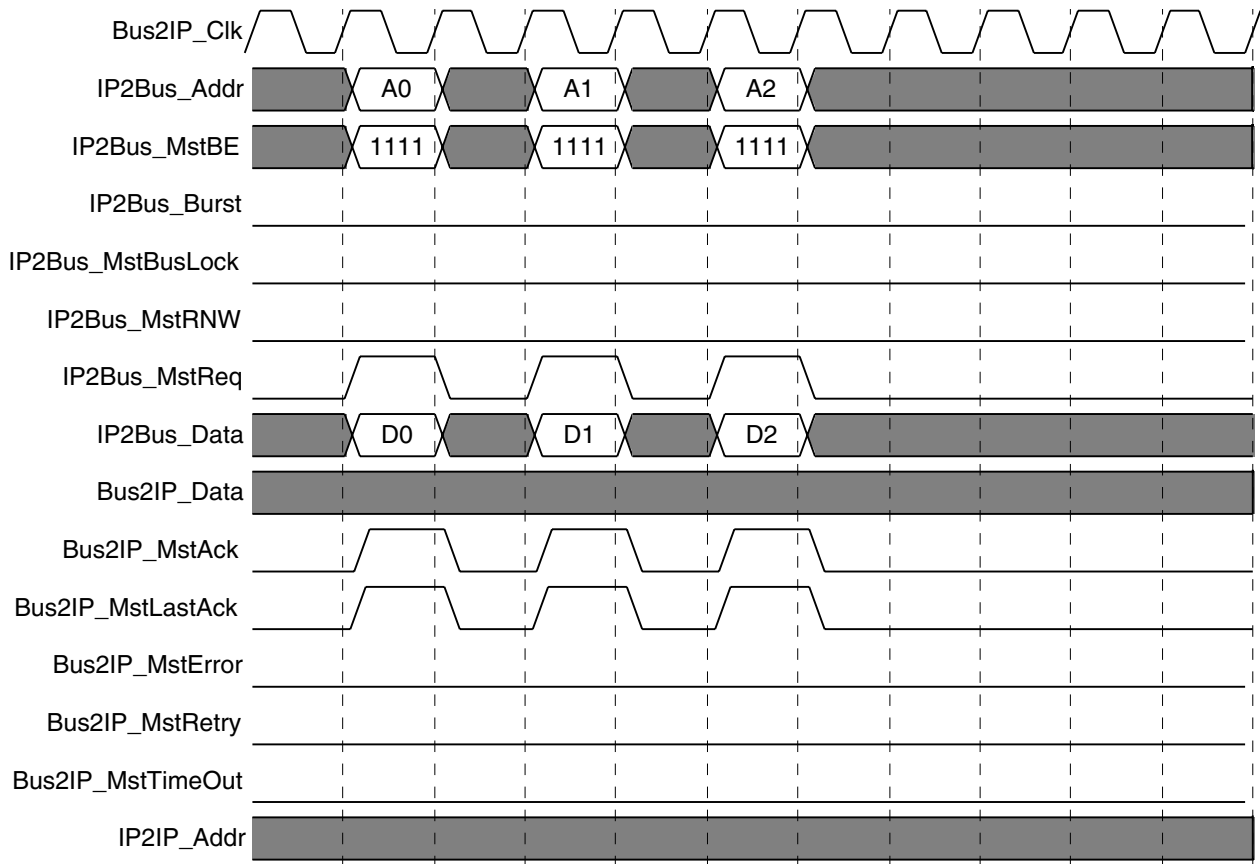 Bus2IP_Clk
IP2Bus_Addr A0 A1 A2
IP2Bus_MstBE 1111 1111 1111
IP2Bus_Burst
IP2Bus_MstBusLock
IP2Bus_MstRNW
IP2Bus_MstReq
IP2Bus_Data D0 D1 D2
Bus2IP_Data
Bus2IP_MstAck
Bus2IP_MstLastAck
Bus2IP_MstError
Bus2IP_MstRetry
Bus2IP_MstTimeOut
IP2IP_Addr